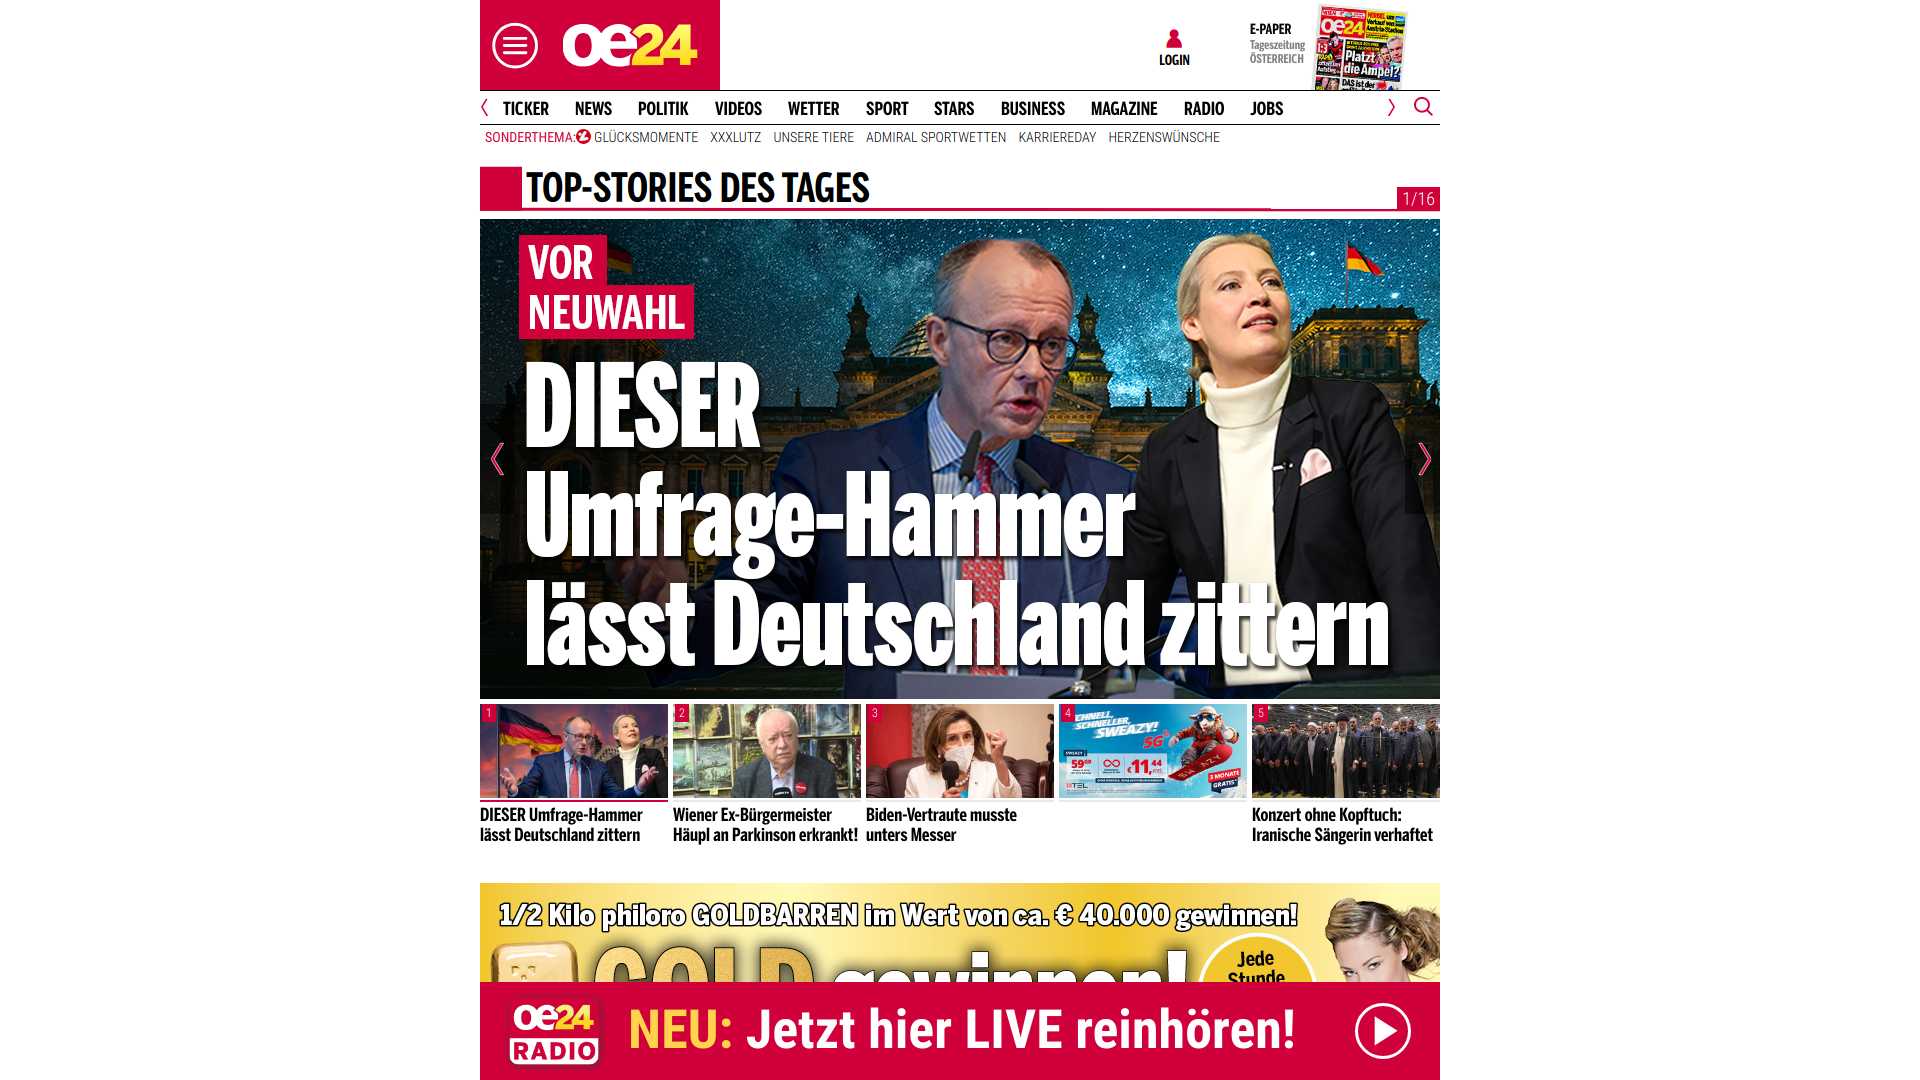 oe24
LOGIN
E-PAPER
Tageszeitung
ÖSTERREICH
oe24
Platzt
die Ampel?
TICKER NEWS POLITIK VIDEOS WETTER SPORT STARS BUSINESS MAGAZINE RADIO JOBS
SONDERTHEMA: GLÜCKSMOMENTE XXXLUTZ UNSERE TIERE ADMIRAL SPORTWETTEN KARRIEREDAY HERZENSWÜNSCHE
TOP-STORIES DES TAGES
1/16
VOR
NEUWAHL
DIESER
Umfrage-Hammer
lässt Deutschland zittern
1
2
3
4
5
SCHNELL,
SCHNELLER,
SWEAZY!
5G
59
€11,44
3 MONATE
GRATIS
DIESER Umfrage-Hammer
lässt Deutschland zittern
Wiener Ex-Bürgermeister
Häupl an Parkinson erkrankt!
Biden-Vertraute musste
unters Messer
Konzert ohne Kopftuch:
Iranische Sängerin verhaftet
1/2 Kilo philoro GOLDBARREN im Wert von ca. € 40.000 gewinnen!
GOLD gewinnen!
Jede
Stunde
oe24
RADIO
NEU: Jetzt hier LIVE reinhören!